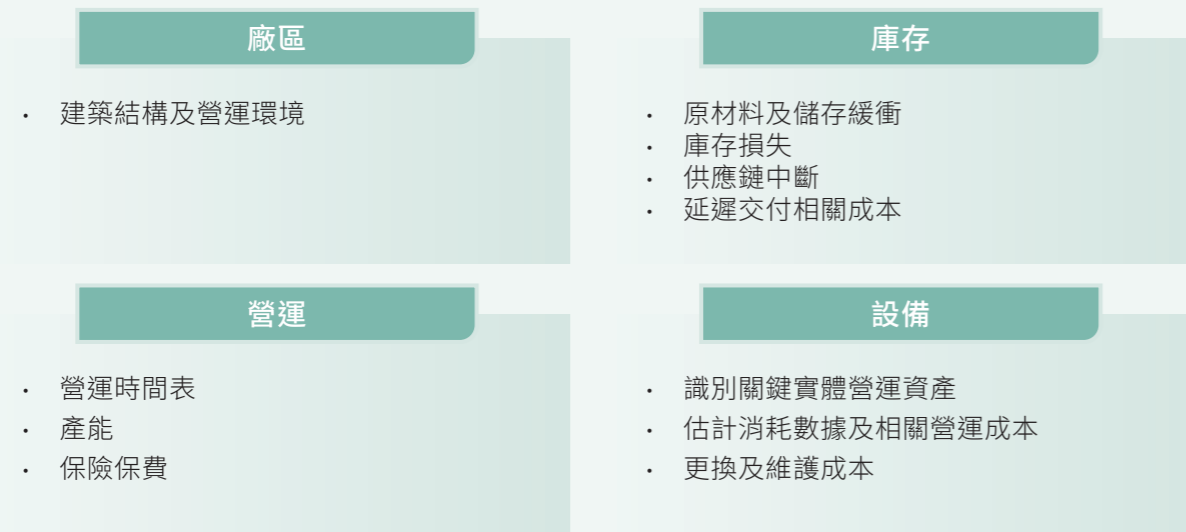 廠區
• 建築結構及營運環境
庫存
• 原材料及儲存緩衝
• 庫存損失
• 供應鏈中斷
• 延遲交付相關成本
營運
• 營運時間表
• 產能
• 保險保費
設備
• 識別關鍵實體營運資產
• 估計消耗數據及相關營運成本
• 更換及維護成本